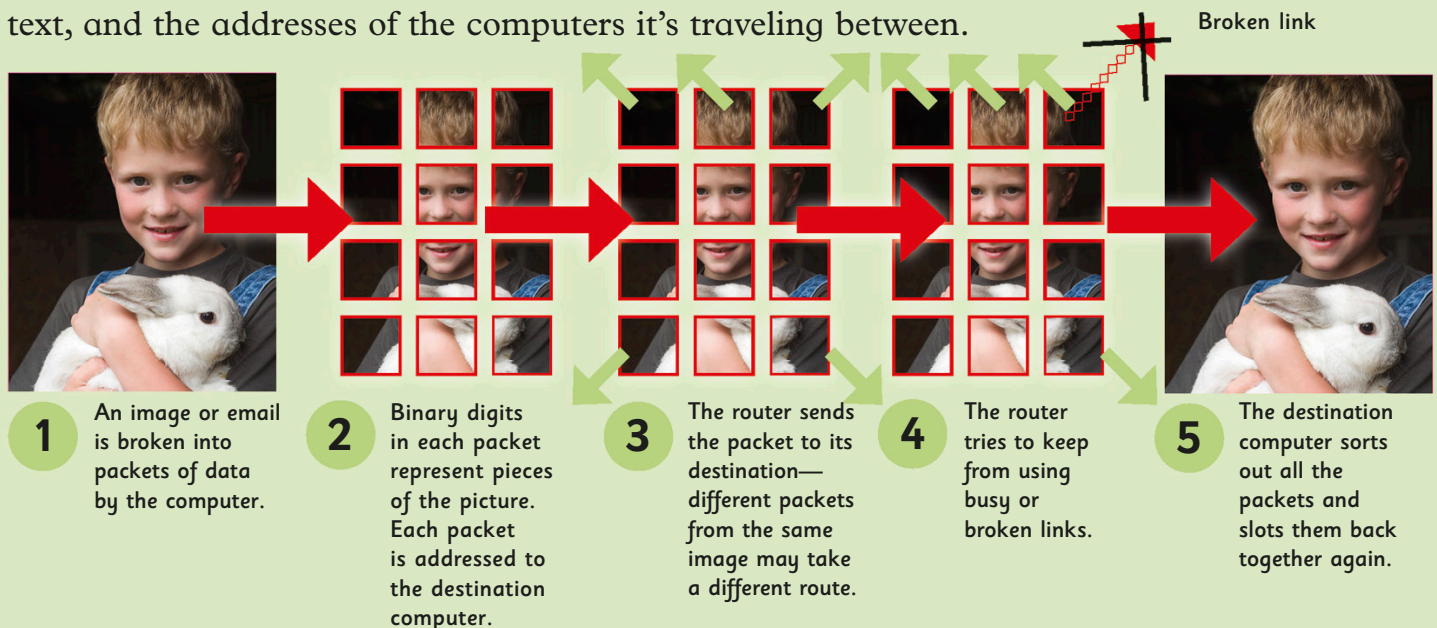 text, and the addresses of the computers it's traveling between.
Broken link
1
An image or email
is broken into
packets of data
by the computer.
2
Binary digits
in each packet
represent pieces
of the picture.
Each packet
is addressed to
the destination
computer.
3
The router sends
the packet to its
destination—
different packets
from the same
image may take
a different route.
4
The router
tries to keep
from using
busy or
broken links.
5
The destination
computer sorts
out all the
packets and
slots them back
together again.